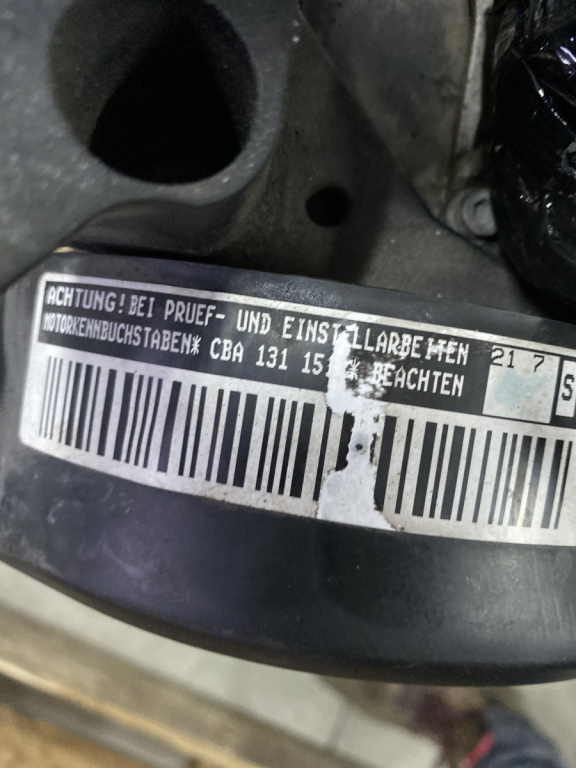 ACHTUNG! BEI PRUEF- UND EINSTELLARBEITEN
MOTORKENNBUCHSTABEN* CBA 131 * BEACHTEN
21 7
S